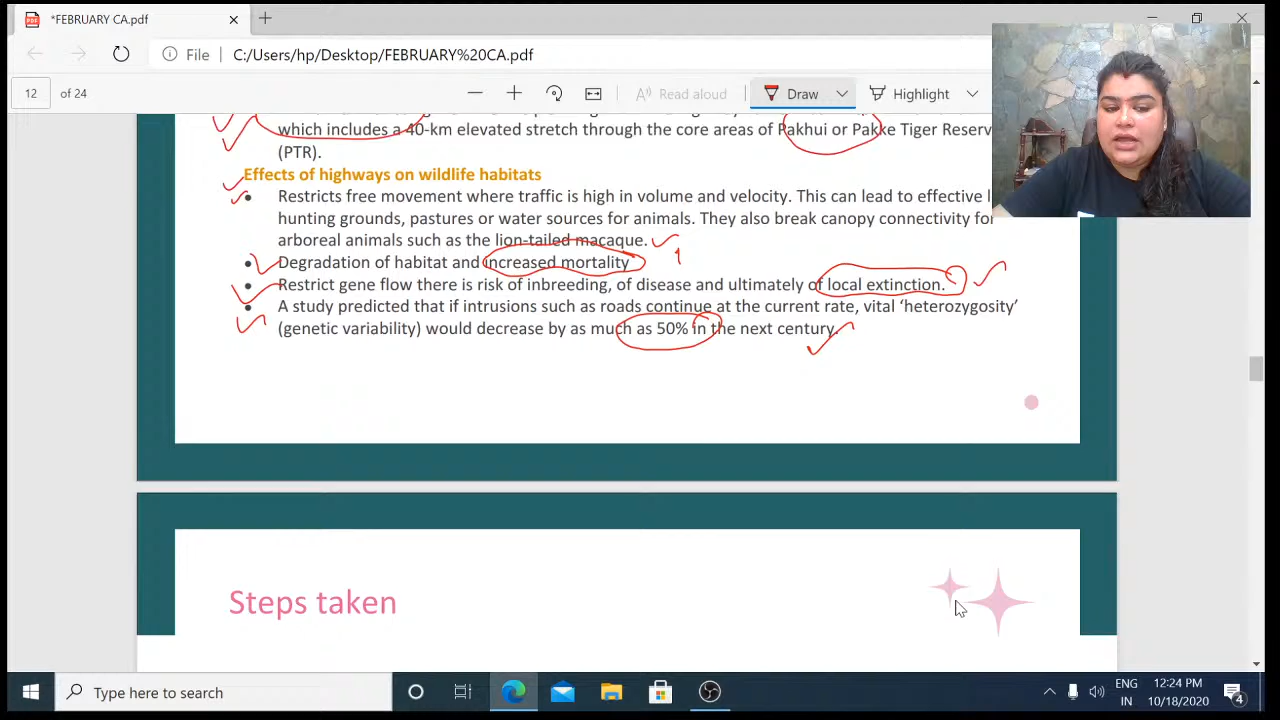 *FEBRUARY CA.pdf
File C:/Users/hp/Desktop/FEBRUARY%20CA.pdf
12 of 24 Read aloud Draw Highlight
which includes a 40-km elevated stretch through the core areas of Pakhui or Pakke Tiger Reserv
(PTR).
Effects of highways on wildlife habitats
• Restricts free movement where traffic is high in volume and velocity. This can lead to effective l
hunting grounds, pastures or water sources for animals. They also break canopy connectivity for
arboreal animals such as the lion-tailed macaque.
• Degradation of habitat and increased mortality
• Restrict gene flow there is risk of inbreeding, of disease and ultimately of local extinction.
• A study predicted that if intrusions such as roads continue at the current rate, vital ‘heterozygosity’
(genetic variability) would decrease by as much as 50% in the next century.
Steps taken
Type here to search
ENG
IN
12:24 PM
10/18/2020
4